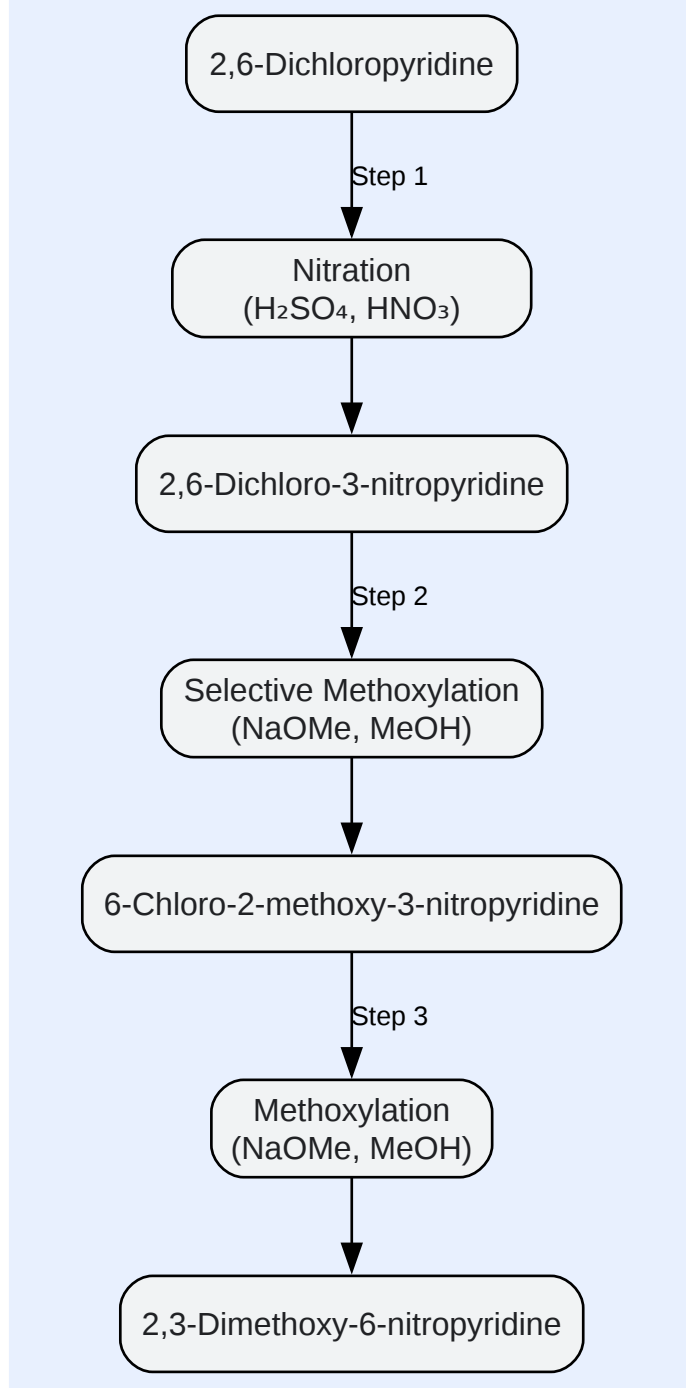 2,6-Dichloropyridine
Step 1
Nitration
(H₂SO₄, HNO₃)
2,6-Dichloro-3-nitropyridine
Step 2
Selective Methoxylation
(NaOMe, MeOH)
6-Chloro-2-methoxy-3-nitropyridine
Step 3
Methoxylation
(NaOMe, MeOH)
2,3-Dimethoxy-6-nitropyridine